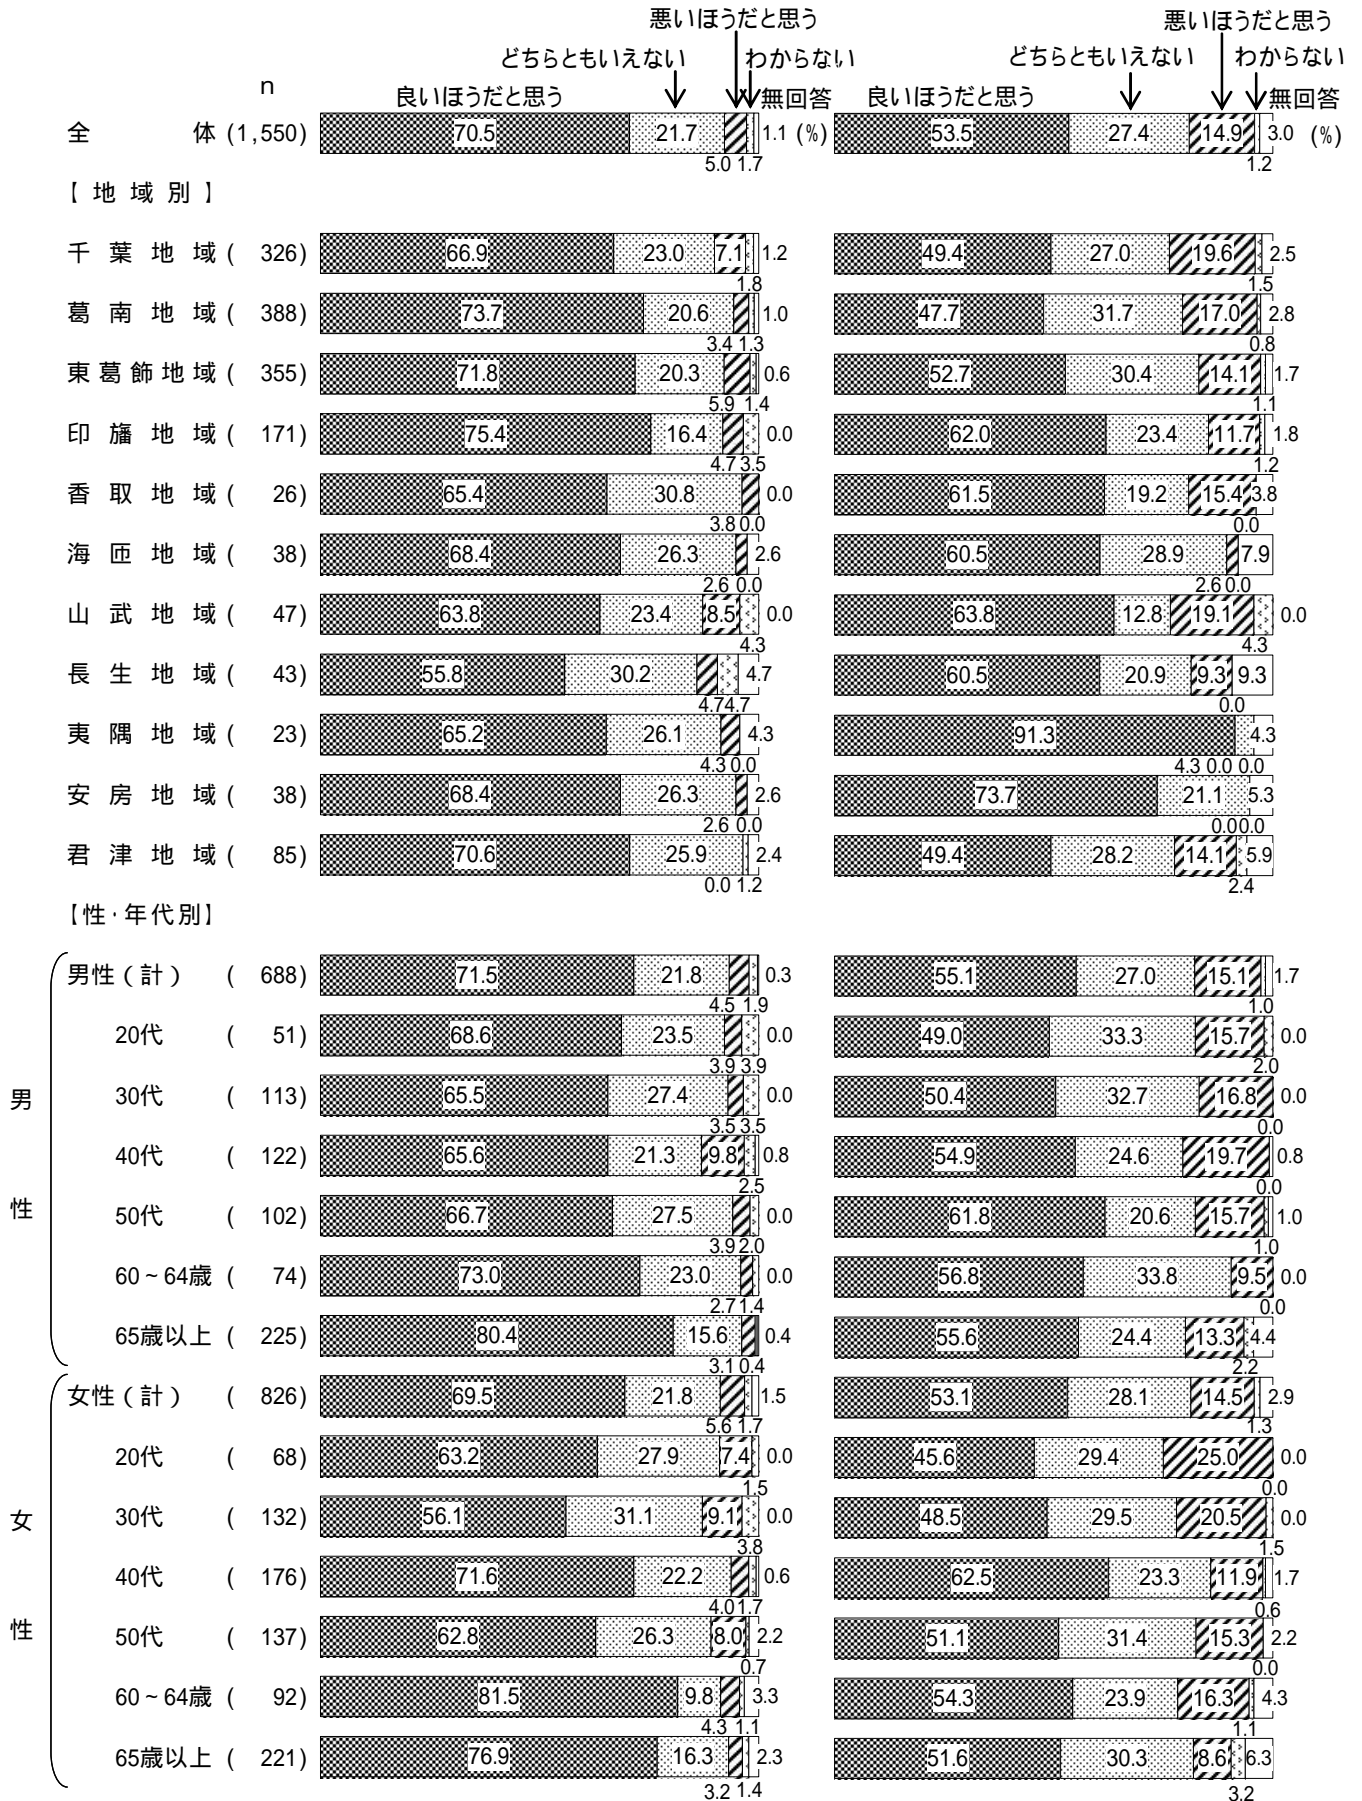 悪いほうだと思う 悪いほうだと思う
どちらともいえない わからない どちらともいえない わからない
n 良いほうだと思う 無回答 良いほうだと思う 無回答
全 体 (1,550) 70.5 21.7 1.1 (%) 53.5 27.4 14.9 3.0 (%)
5.0 1.7 1.2
【地域別】
千葉地域 ( 326) 66.9 23.0 7.1 1.2 49.4 27.0 19.6 2.5
1.8 1.5
葛南地域 ( 388) 73.7 20.6 1.0 47.7 31.7 17.0 2.8
3.4 1.3 0.8
東葛飾地域 ( 355) 71.8 20.3 0.6 52.7 30.4 14.1 1.7
5.9 1.4 1.1
印旛地域 ( 171) 75.4 16.4 0.0 62.0 23.4 11.7 1.8
4.7 3.5 1.2
香取地域 ( 26) 65.4 30.8 0.0 61.5 19.2 15.4 3.8
3.8 0.0 0.0
海匝地域 ( 38) 68.4 26.3 2.6 60.5 28.9 7.9
2.6 0.0 2.6 0.0
山武地域 ( 47) 63.8 23.4 8.5 0.0 63.8 12.8 19.1 0.0
4.3 4.3
長生地域 ( 43) 55.8 30.2 4.7 60.5 20.9 9.3 9.3
4.7 4.7 0.0
夷隅地域 ( 23) 65.2 26.1 4.3 91.3 4.3
4.3 0.0 4.3 0.0 0.0
安房地域 ( 38) 68.4 26.3 2.6 73.7 21.1 5.3
2.6 0.0 0.0 0.0
君津地域 ( 85) 70.6 25.9 2.4 49.4 28.2 14.1 5.9
0.0 1.2 2.4
【性・年代別】
男性（計） ( 688) 71.5 21.8 0.3 55.1 27.0 15.1 1.7
4.5 1.9 1.0
20代 ( 51) 68.6 23.5 0.0 49.0 33.3 15.7 0.0
3.9 3.9 2.0
男 30代 ( 113) 65.5 27.4 0.0 50.4 32.7 16.8 0.0
3.5 3.5 0.0
40代 ( 122) 65.6 21.3 9.8 0.8 54.9 24.6 19.7 0.8
2.5 0.0
性 50代 ( 102) 66.7 27.5 0.0 61.8 20.6 15.7 1.0
3.9 2.0 1.0
60~64歳 ( 74) 73.0 23.0 0.0 56.8 33.8 9.5 0.0
2.7 1.4 0.0
65歳以上 ( 225) 80.4 15.6 0.4 55.6 24.4 13.3 4.4
3.1 0.4 2.2
女性（計） ( 826) 69.5 21.8 1.5 53.1 28.1 14.5 2.9
5.6 1.7 1.3
20代 ( 68) 63.2 27.9 7.4 0.0 45.6 29.4 25.0 0.0
1.5 0.0
女 30代 ( 132) 56.1 31.1 9.1 0.0 48.5 29.5 20.5 0.0
3.8 1.5
40代 ( 176) 71.6 22.2 0.6 62.5 23.3 11.9 1.7
4.0 1.7 0.6
性 50代 ( 137) 62.8 26.3 8.0 2.2 51.1 31.4 15.3 2.2
0.7 0.0
60~64歳 ( 92) 81.5 9.8 3.3 54.3 23.9 16.3 4.3
4.3 1.1 1.1
65歳以上 ( 221) 76.9 16.3 2.3 51.6 30.3 8.6 6.3
3.2 1.4 3.2